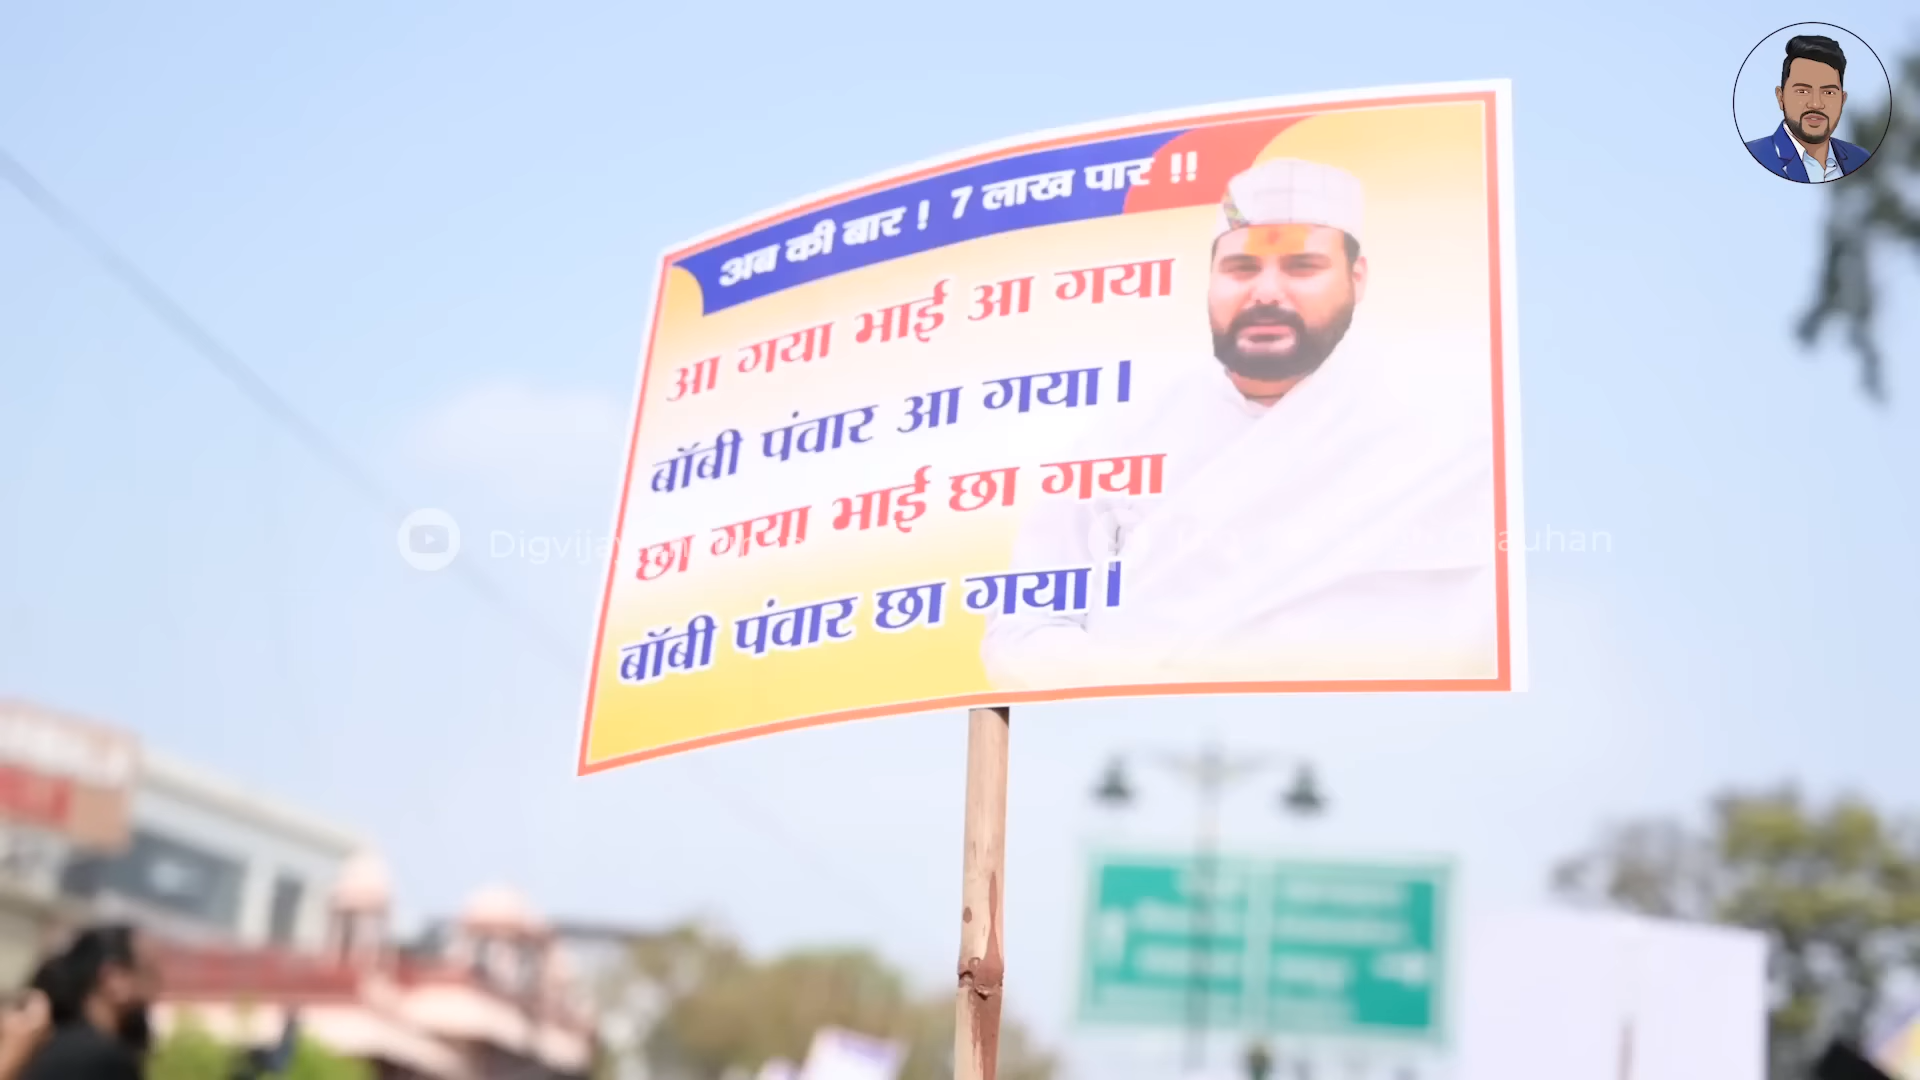 अब की बार ! 7 लाख पार !!
आ गया भाई आ गया
बॉबी पंवार आ गया।
छा गया भाई छा गया
बॉबी पंवार छा गया।